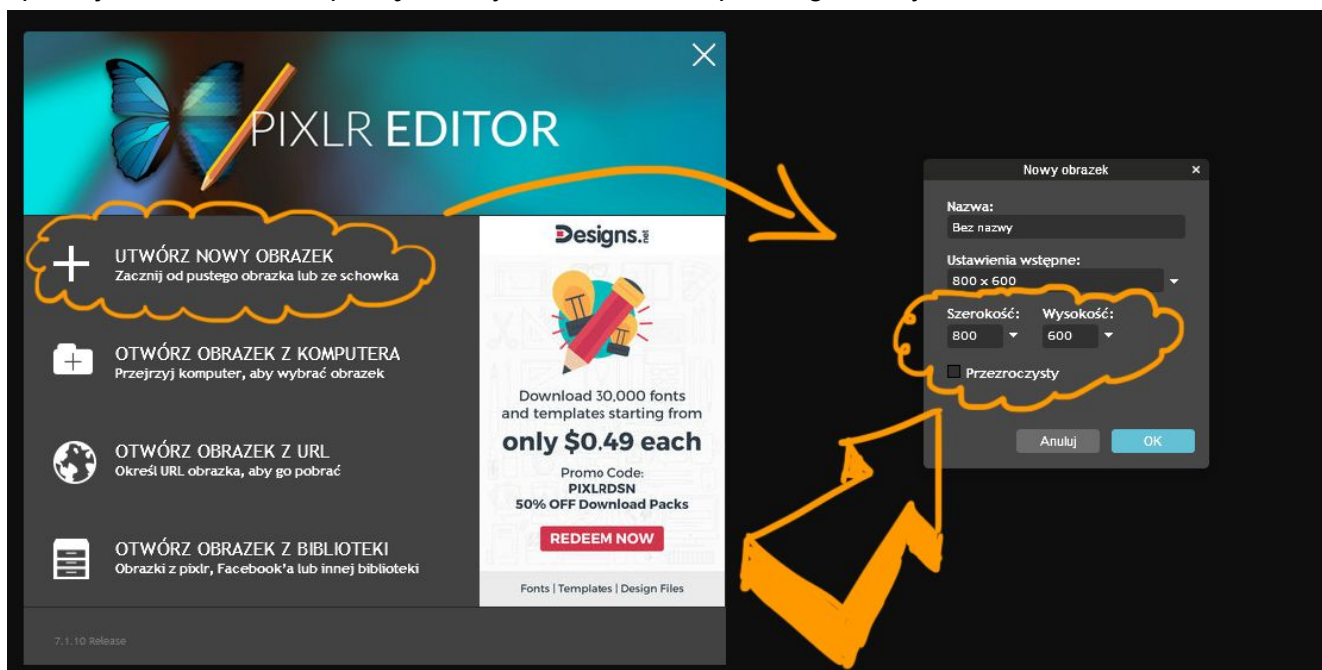 PIXLR EDITOR
UTWÓRZ NOWY OBRAZEK
Zacznij od pustego obrazka lub ze schowka
OTWÓRZ OBRAZEK Z KOMPUTERA
Przejrzyj komputer, aby wybrać obrazek
OTWÓRZ OBRAZEK Z URL
Określ URL obrazka, aby go pobrać
OTWÓRZ OBRAZEK Z BIBLIOTEKI
Obrazki z pixlr, Facebook'a lub innej biblioteki
7.1.10 Release
Designs.net
Download 30,000 fonts
and templates starting from
only $0.49 each
Promo Code:
PIXLRDSN
50% OFF Download Packs
REDEEM NOW
Fonts | Templates | Design Files
Nowy obrazek ×
Nazwa:
Bez nazwy
Ustawienia wstępne:
800 x 600
Szerokość: Wysokość:
800 600
Przezroczysty
Anuluj OK